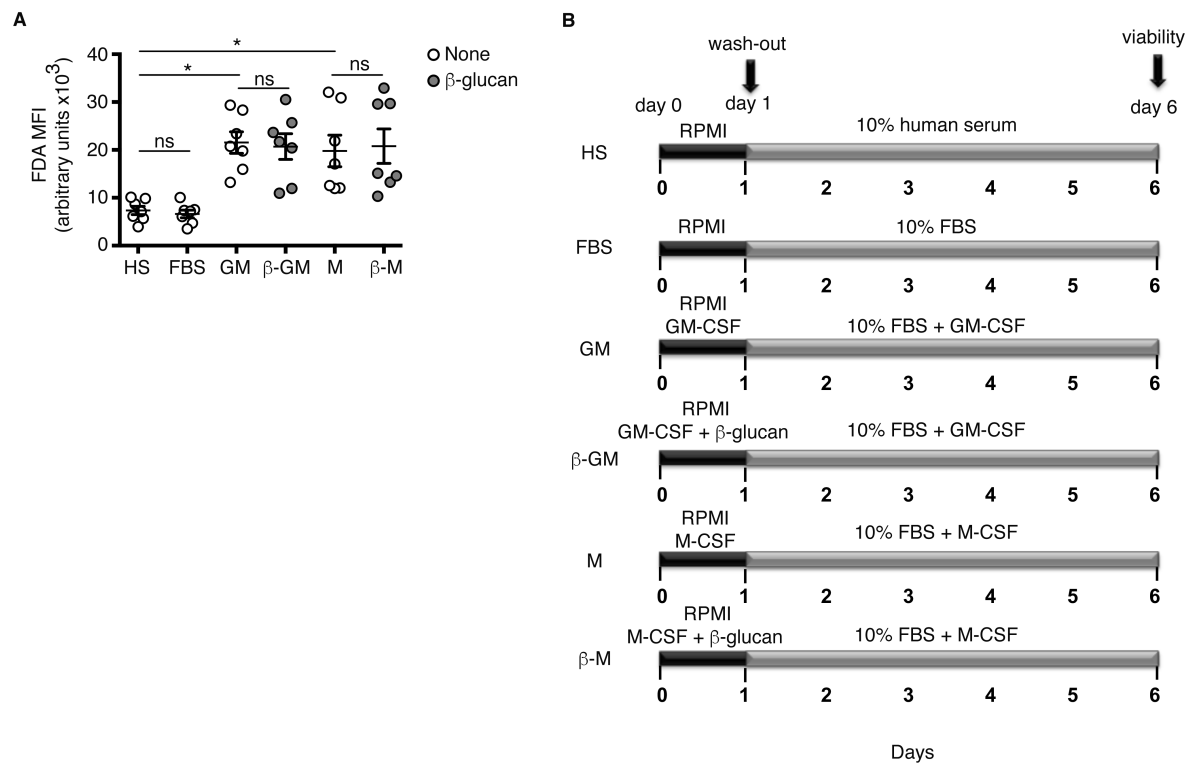 A
FDA MFI
(arbitrary units x10³)
40
30
20
10
0
*
*
ns
ns
ns
HS FBS GM β-GM M β-M
None
β-glucan
B
wash-out
viability
day 0
day 1
day 6
HS
RPMI
10% human serum
0 1 2 3 4 5 6
FBS
RPMI
10% FBS
0 1 2 3 4 5 6
GM
RPMI
GM-CSF
10% FBS + GM-CSF
0 1 2 3 4 5 6
β-GM
RPMI
GM-CSF + β-glucan
10% FBS + GM-CSF
0 1 2 3 4 5 6
M
RPMI
M-CSF
10% FBS + M-CSF
0 1 2 3 4 5 6
β-M
RPMI
M-CSF + β-glucan
10% FBS + M-CSF
0 1 2 3 4 5 6
Days